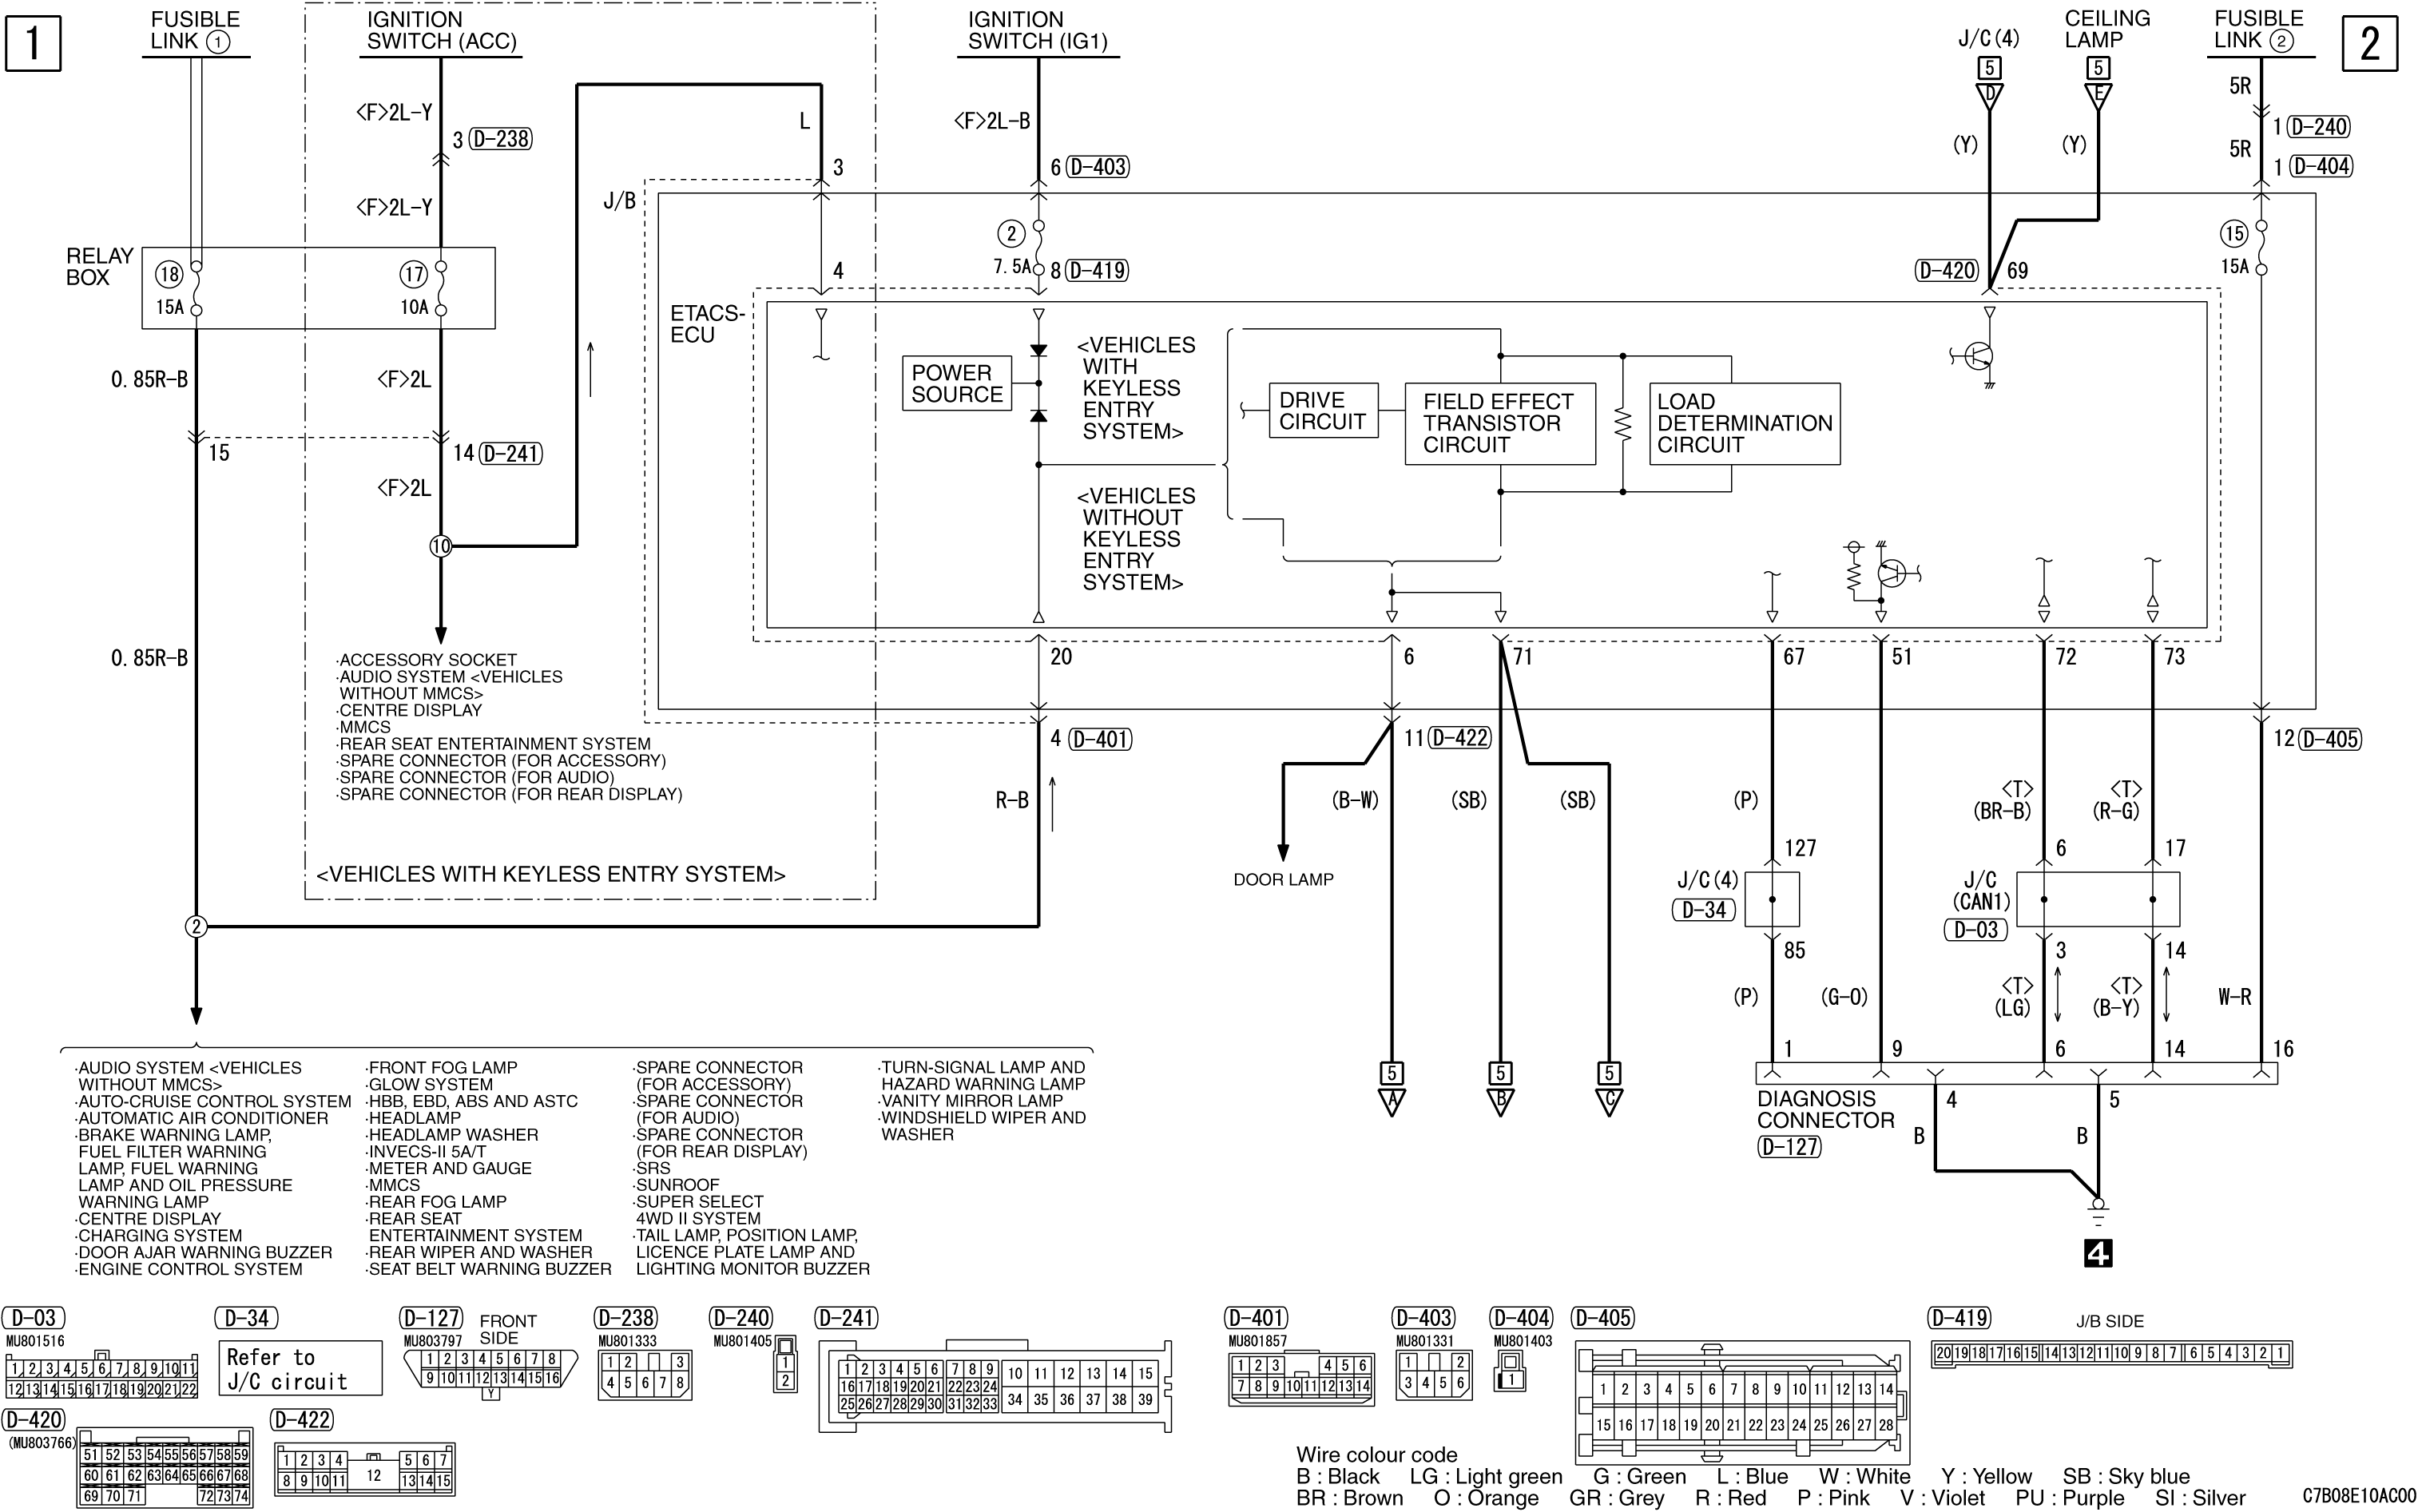 1
FUSIBLE
LINK 1
IGNITION
SWITCH (ACC)
IGNITION
SWITCH (IG1)
J/C(4)
CEILING
LAMP
FUSIBLE
LINK 2
2
5
D
5
E
<F>2L-Y
3 D-238
<F>2L-Y
L
3
<F>2L-B
6 D-403
(Y)
(Y)
5R
1 D-240
5R
1 D-404
J/B
RELAY
BOX
18
15A
17
10A
4
2
7.5A
8 D-419
D-420 69
15
15A
ETACS-
ECU
POWER
SOURCE
<VEHICLES
WITH
KEYLESS
ENTRY
SYSTEM>
DRIVE
CIRCUIT
FIELD EFFECT
TRANSISTOR
CIRCUIT
LOAD
DETERMINATION
CIRCUIT
<VEHICLES
WITHOUT
KEYLESS
ENTRY
SYSTEM>
0.85R-B
<F>2L
15
14 D-241
<F>2L
10
0.85R-B
·ACCESSORY SOCKET
·AUDIO SYSTEM <VEHICLES
WITHOUT MMCS>
·CENTRE DISPLAY
·MMCS
·REAR SEAT ENTERTAINMENT SYSTEM
·SPARE CONNECTOR (FOR ACCESSORY)
·SPARE CONNECTOR (FOR AUDIO)
·SPARE CONNECTOR (FOR REAR DISPLAY)
<VEHICLES WITH KEYLESS ENTRY SYSTEM>
2
20
6
71
67
51
72
73
4 D-401
11 D-422
12 D-405
R-B
(B-W)
(SB)
(SB)
(P)
<T>
(BR-B)
<T>
(R-G)
DOOR LAMP
127
6
17
J/C(4)
D-34
J/C
(CAN1)
D-03
85
3
14
(P)
(G-O)
<T>
(LG)
<T>
(B-Y)
W-R
1
9
6
14
16
5
A
5
B
5
C
DIAGNOSIS
CONNECTOR
D-127
4
5
B
B
4
·AUDIO SYSTEM <VEHICLES
WITHOUT MMCS>
·AUTO-CRUISE CONTROL SYSTEM
·AUTOMATIC AIR CONDITIONER
·BRAKE WARNING LAMP,
FUEL FILTER WARNING
LAMP, FUEL WARNING
LAMP AND OIL PRESSURE
WARNING LAMP
·CENTRE DISPLAY
·CHARGING SYSTEM
·DOOR AJAR WARNING BUZZER
·ENGINE CONTROL SYSTEM
·FRONT FOG LAMP
·GLOW SYSTEM
·HBB, EBD, ABS AND ASTC
·HEADLAMP
·HEADLAMP WASHER
·INVECS-II 5A/T
·METER AND GAUGE
·MMCS
·REAR FOG LAMP
·REAR SEAT
ENTERTAINMENT SYSTEM
·REAR WIPER AND WASHER
·SEAT BELT WARNING BUZZER
·SPARE CONNECTOR
(FOR ACCESSORY)
·SPARE CONNECTOR
(FOR AUDIO)
·SPARE CONNECTOR
(FOR REAR DISPLAY)
·SRS
·SUNROOF
·SUPER SELECT
4WD II SYSTEM
·TAIL LAMP, POSITION LAMP,
LICENCE PLATE LAMP AND
LIGHTING MONITOR BUZZER
·TURN-SIGNAL LAMP AND
HAZARD WARNING LAMP
·VANITY MIRROR LAMP
·WINDSHIELD WIPER AND
WASHER
D-03
MU801516
1 2 3 4 5 6 7 8 9 10 11
12 13 14 15 16 17 18 19 20 21 22
D-34
Refer to
J/C circuit
D-127
MU803797
FRONT
SIDE
1 2 3 4 5 6 7 8
9 10 11 12 13 14 15 16
Y
D-238
MU801333
1 2 3
4 5 6 7 8
D-240
MU801405
1
2
D-241
1 2 3 4 5 6 7 8 9 10 11 12 13 14 15
16 17 18 19 20 21 22 23 24
25 26 27 28 29 30 31 32 33 34 35 36 37 38 39
D-401
MU801857
1 2 3 4 5 6
7 8 9 10 11 12 13 14
D-403
MU801331
1 2
3 4 5 6
D-404
MU801403
1
D-405
1 2 3 4 5 6 7 8 9 10 11 12 13 14
15 16 17 18 19 20 21 22 23 24 25 26 27 28
D-419
J/B SIDE
20 19 18 17 16 15 14 13 12 11 10 9 8 7 6 5 4 3 2 1
D-420
(MU803766)
51 52 53 54 55 56 57 58 59
60 61 62 63 64 65 66 67 68
69 70 71 72 73 74
D-422
1 2 3 4 5 6 7
8 9 10 11 12 13 14 15
Wire colour code
B : Black LG : Light green G : Green L : Blue W : White Y : Yellow SB : Sky blue
BR : Brown O : Orange GR : Grey R : Red P : Pink V : Violet PU : Purple SI : Silver
C7B08E10AC00